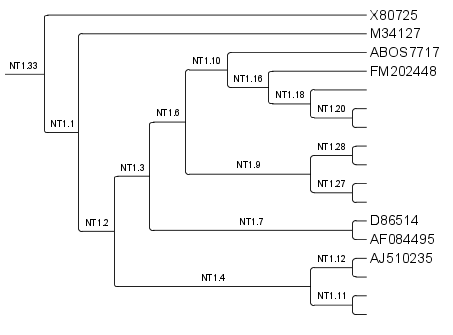 X80725
M34127
ABOS7717
FM202448
D86514
AF084495
AJ510235
NT1.33
NT1.1
NT1.2
NT1.3
NT1.6
NT1.10
NT1.16
NT1.18
NT1.20
NT1.9
NT1.28
NT1.27
NT1.7
NT1.4
NT1.12
NT1.11